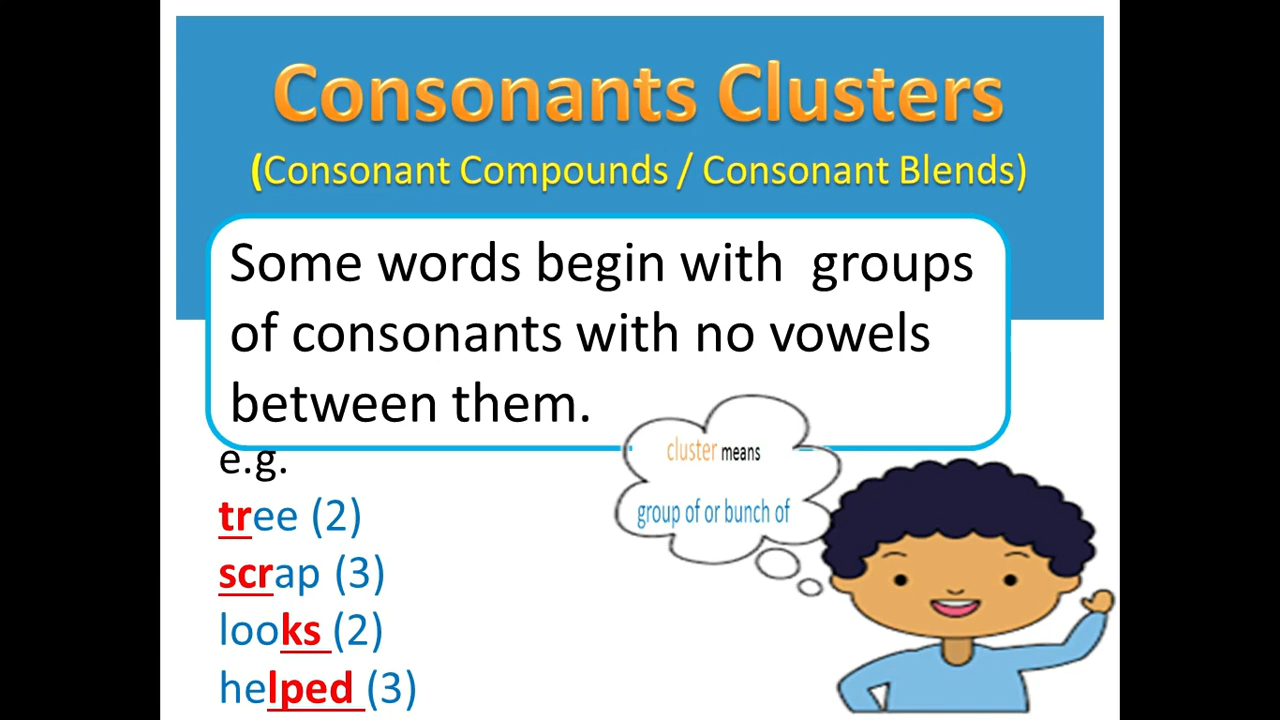 Consonants Clusters
(Consonant Compounds / Consonant Blends)
Some words begin with groups
of consonants with no vowels
between them.
cluster means
group of or bunch of
e.g.
tree (2)
scrap (3)
looks (2)
helped (3)